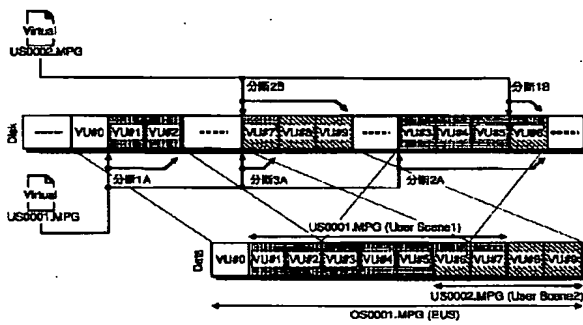 Virtual
US0002.MPG
分断2B
分断1B
Disk
VU#0
VU#1
VU#2
VU#7
VU#8
VU#9
VU#3
VU#4
VU#5
VU#6
分断1A
分断3A
分断2A
Virtual
US0001.MPG
US0001.MPG (User Scene1)
Data
VU#0
VU#1
VU#2
VU#3
VU#4
VU#5
VU#6
VU#7
VU#8
VU#9
US0002.MPG (User Scene2)
OS0001.MPG (EUS)